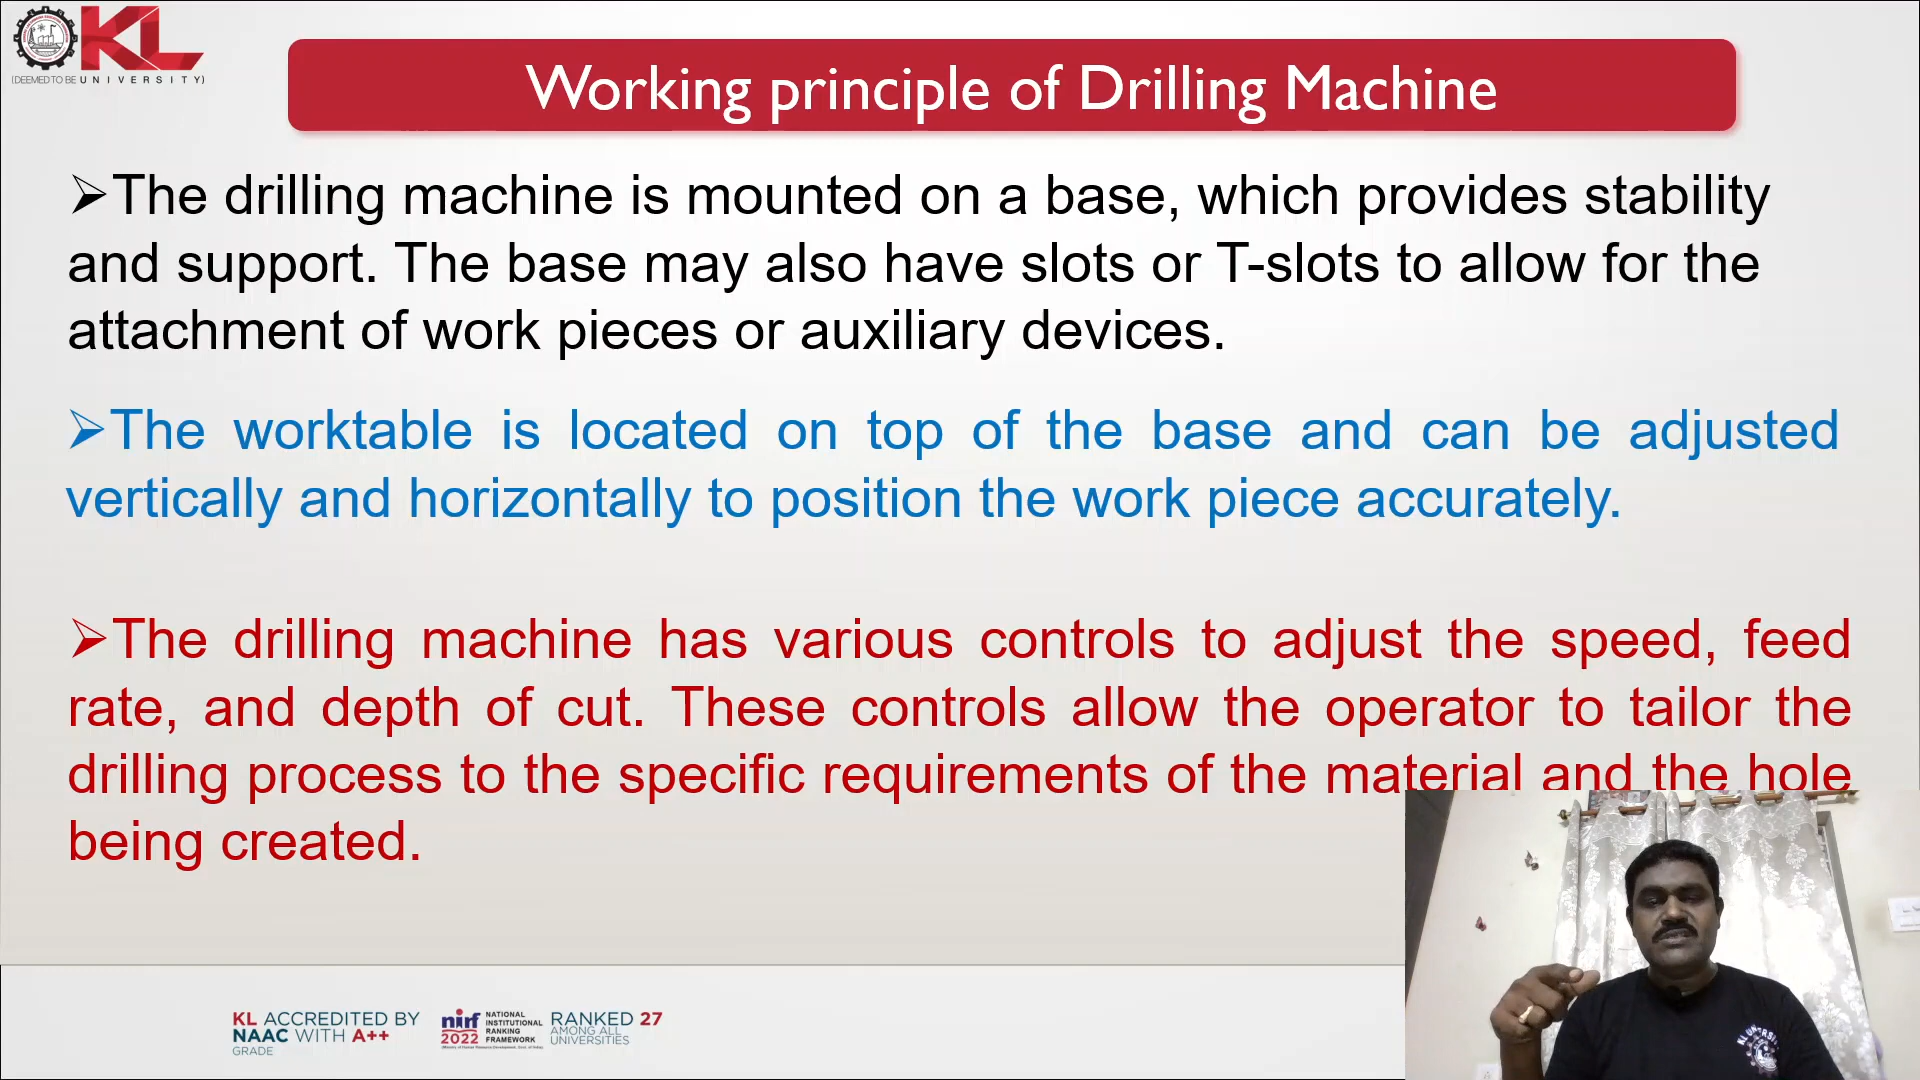 KL
(DEEMED TO BE UNIVERSITY)
Working principle of Drilling Machine
➢The drilling machine is mounted on a base, which provides stability
and support. The base may also have slots or T-slots to allow for the
attachment of work pieces or auxiliary devices.
➢The worktable is located on top of the base and can be adjusted
vertically and horizontally to position the work piece accurately.
➢The drilling machine has various controls to adjust the speed, feed
rate, and depth of cut. These controls allow the operator to tailor the
drilling process to the specific requirements of the material and the hole
being created.
KL ACCREDITED BY
NAAC WITH A++
GRADE
nirf
2022
NATIONAL
INSTITUTIONAL
RANKING
FRAMEWORK
RANKED 27
AMONG ALL
UNIVERSITIES